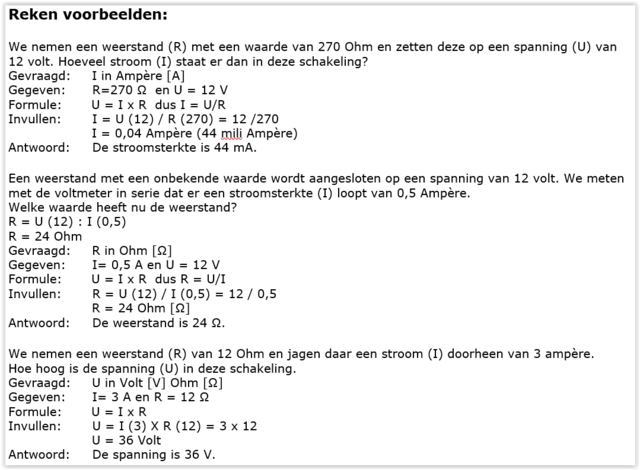 Reken voorbeelden:
We nemen een weerstand (R) met een waarde van 270 Ohm en zetten deze op een spanning (U) van
12 volt. Hoeveel stroom (I) staat er dan in deze schakeling?
Gevraagd: I in Ampère [A]
Gegeven: R=270 Ω en U = 12 V
Formule: U = I x R dus I = U/R
Invullen: I = U (12) / R (270) = 12 /270
I = 0,04 Ampère (44 mili Ampère)
Antwoord: De stroomsterkte is 44 mA.
Een weerstand met een onbekende waarde wordt aangesloten op een spanning van 12 volt. We meten
met de voltmeter in serie dat er een stroomsterkte (I) loopt van 0,5 Ampère.
Welke waarde heeft nu de weerstand?
R = U (12) : I (0,5)
R = 24 Ohm
Gevraagd: R in Ohm [Ω]
Gegeven: I= 0,5 A en U = 12 V
Formule: U = I x R dus R = U/I
Invullen: R = U (12) / I (0,5) = 12 / 0,5
R = 24 Ohm [Ω]
Antwoord: De weerstand is 24 Ω.
We nemen een weerstand (R) van 12 Ohm en jagen daar een stroom (I) doorheen van 3 ampère.
Hoe hoog is de spanning (U) in deze schakeling.
Gevraagd: U in Volt [V] Ohm [Ω]
Gegeven: I= 3 A en R = 12 Ω
Formule: U = I x R
Invullen: U = I (3) X R (12) = 3 x 12
U = 36 Volt
Antwoord: De spanning is 36 V.